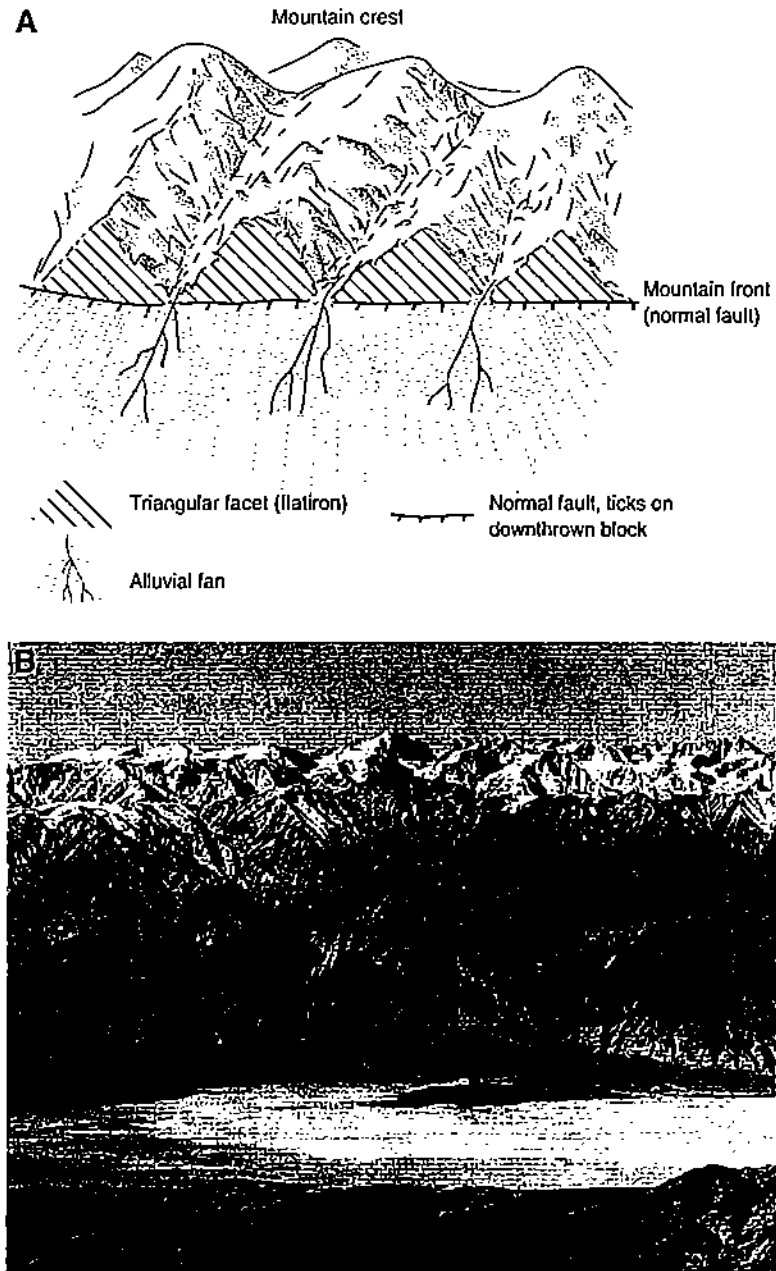 A
Mountain crest
Mountain front
(normal fault)
Triangular facet (flatiron)
Normal fault, ticks on
downthrown block
Alluvial fan
B